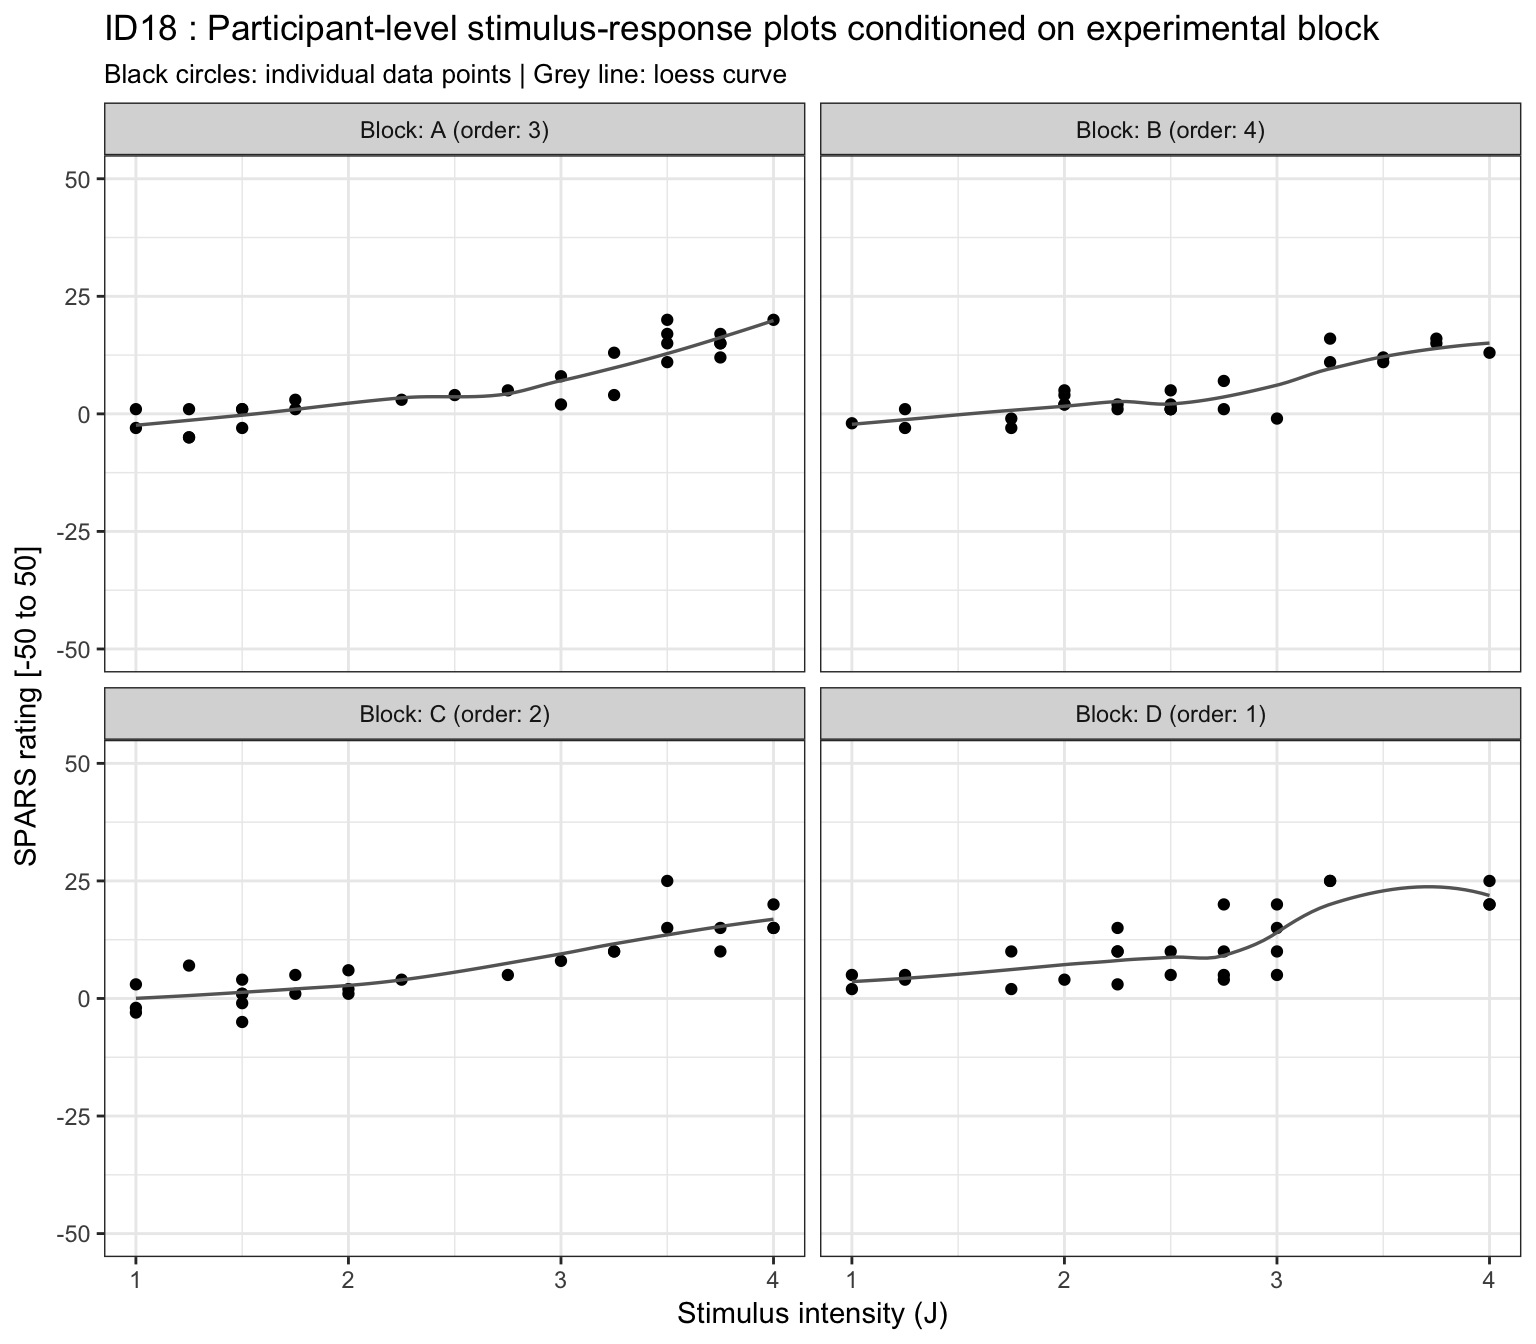 ID18 : Participant-level stimulus-response plots conditioned on experimental block
Black circles: individual data points | Grey line: loess curve
Block: A (order: 3)
Block: B (order: 4)
50
25
0
-25
-50
Block: C (order: 2)
Block: D (order: 1)
50
25
0
-25
-50
SPARS rating [-50 to 50]
1 2 3 4
1 2 3 4
Stimulus intensity (J)